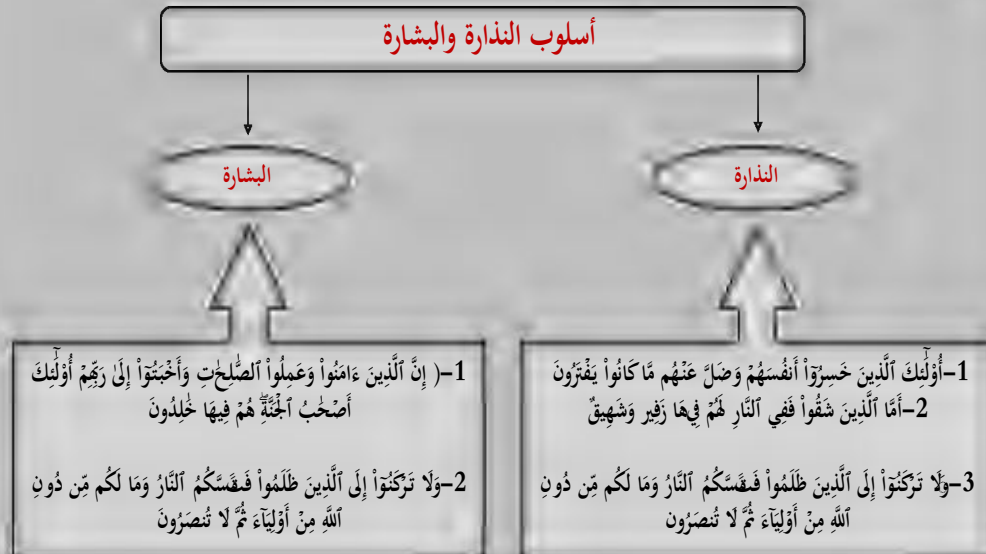 أسلوب النذارة والبشارة
النذارة
البشارة
1-أُوْلَٰٓئِكَ ٱلَّذِينَ خَسِرُوٓاْ أَنفُسَهُمۡ وَضَلَّ عَنۡهُم مَّا كَانُواْ يَفۡتَرُونَ
2-أَمَّا ٱلَّذِينَ شَقُواْ فَفِي ٱلنَّارِ لَهُمۡ فِيهَا زَفِير وَشَهِيقٌ
3-وَلَا تَرۡكَنُوٓاْ إِلَى ٱلَّذِينَ ظَلَمُواْ فَتَمَسَّكُمُ ٱلنَّارُ وَمَا لَكُم مِّن دُونِ
ٱللَّهِ مِنۡ أَوۡلِيَآءَ ثُمَّ لَا تُنصَرُون
1-( إِنَّ ٱلَّذِينَ ءَامَنُواْ وَعَمِلُواْ ٱلصَّٰلِحَٰتِ وَأَخۡبَتُوٓاْ إِلَىٰ رَبِّهِمۡ أُوْلَٰٓئِكَ
أَصۡحَٰبُ ٱلۡجَنَّةِۖ هُمۡ فِيهَا خَٰلِدُونَ
2-وَلَا تَرۡكَنُوٓاْ إِلَى ٱلَّذِينَ ظَلَمُواْ فَتَمَسَّكُمُ ٱلنَّارُ وَمَا لَكُم مِّن دُونِ
ٱللَّهِ مِنۡ أَوۡلِيَآءَ ثُمَّ لَا تُنصَرُونَ